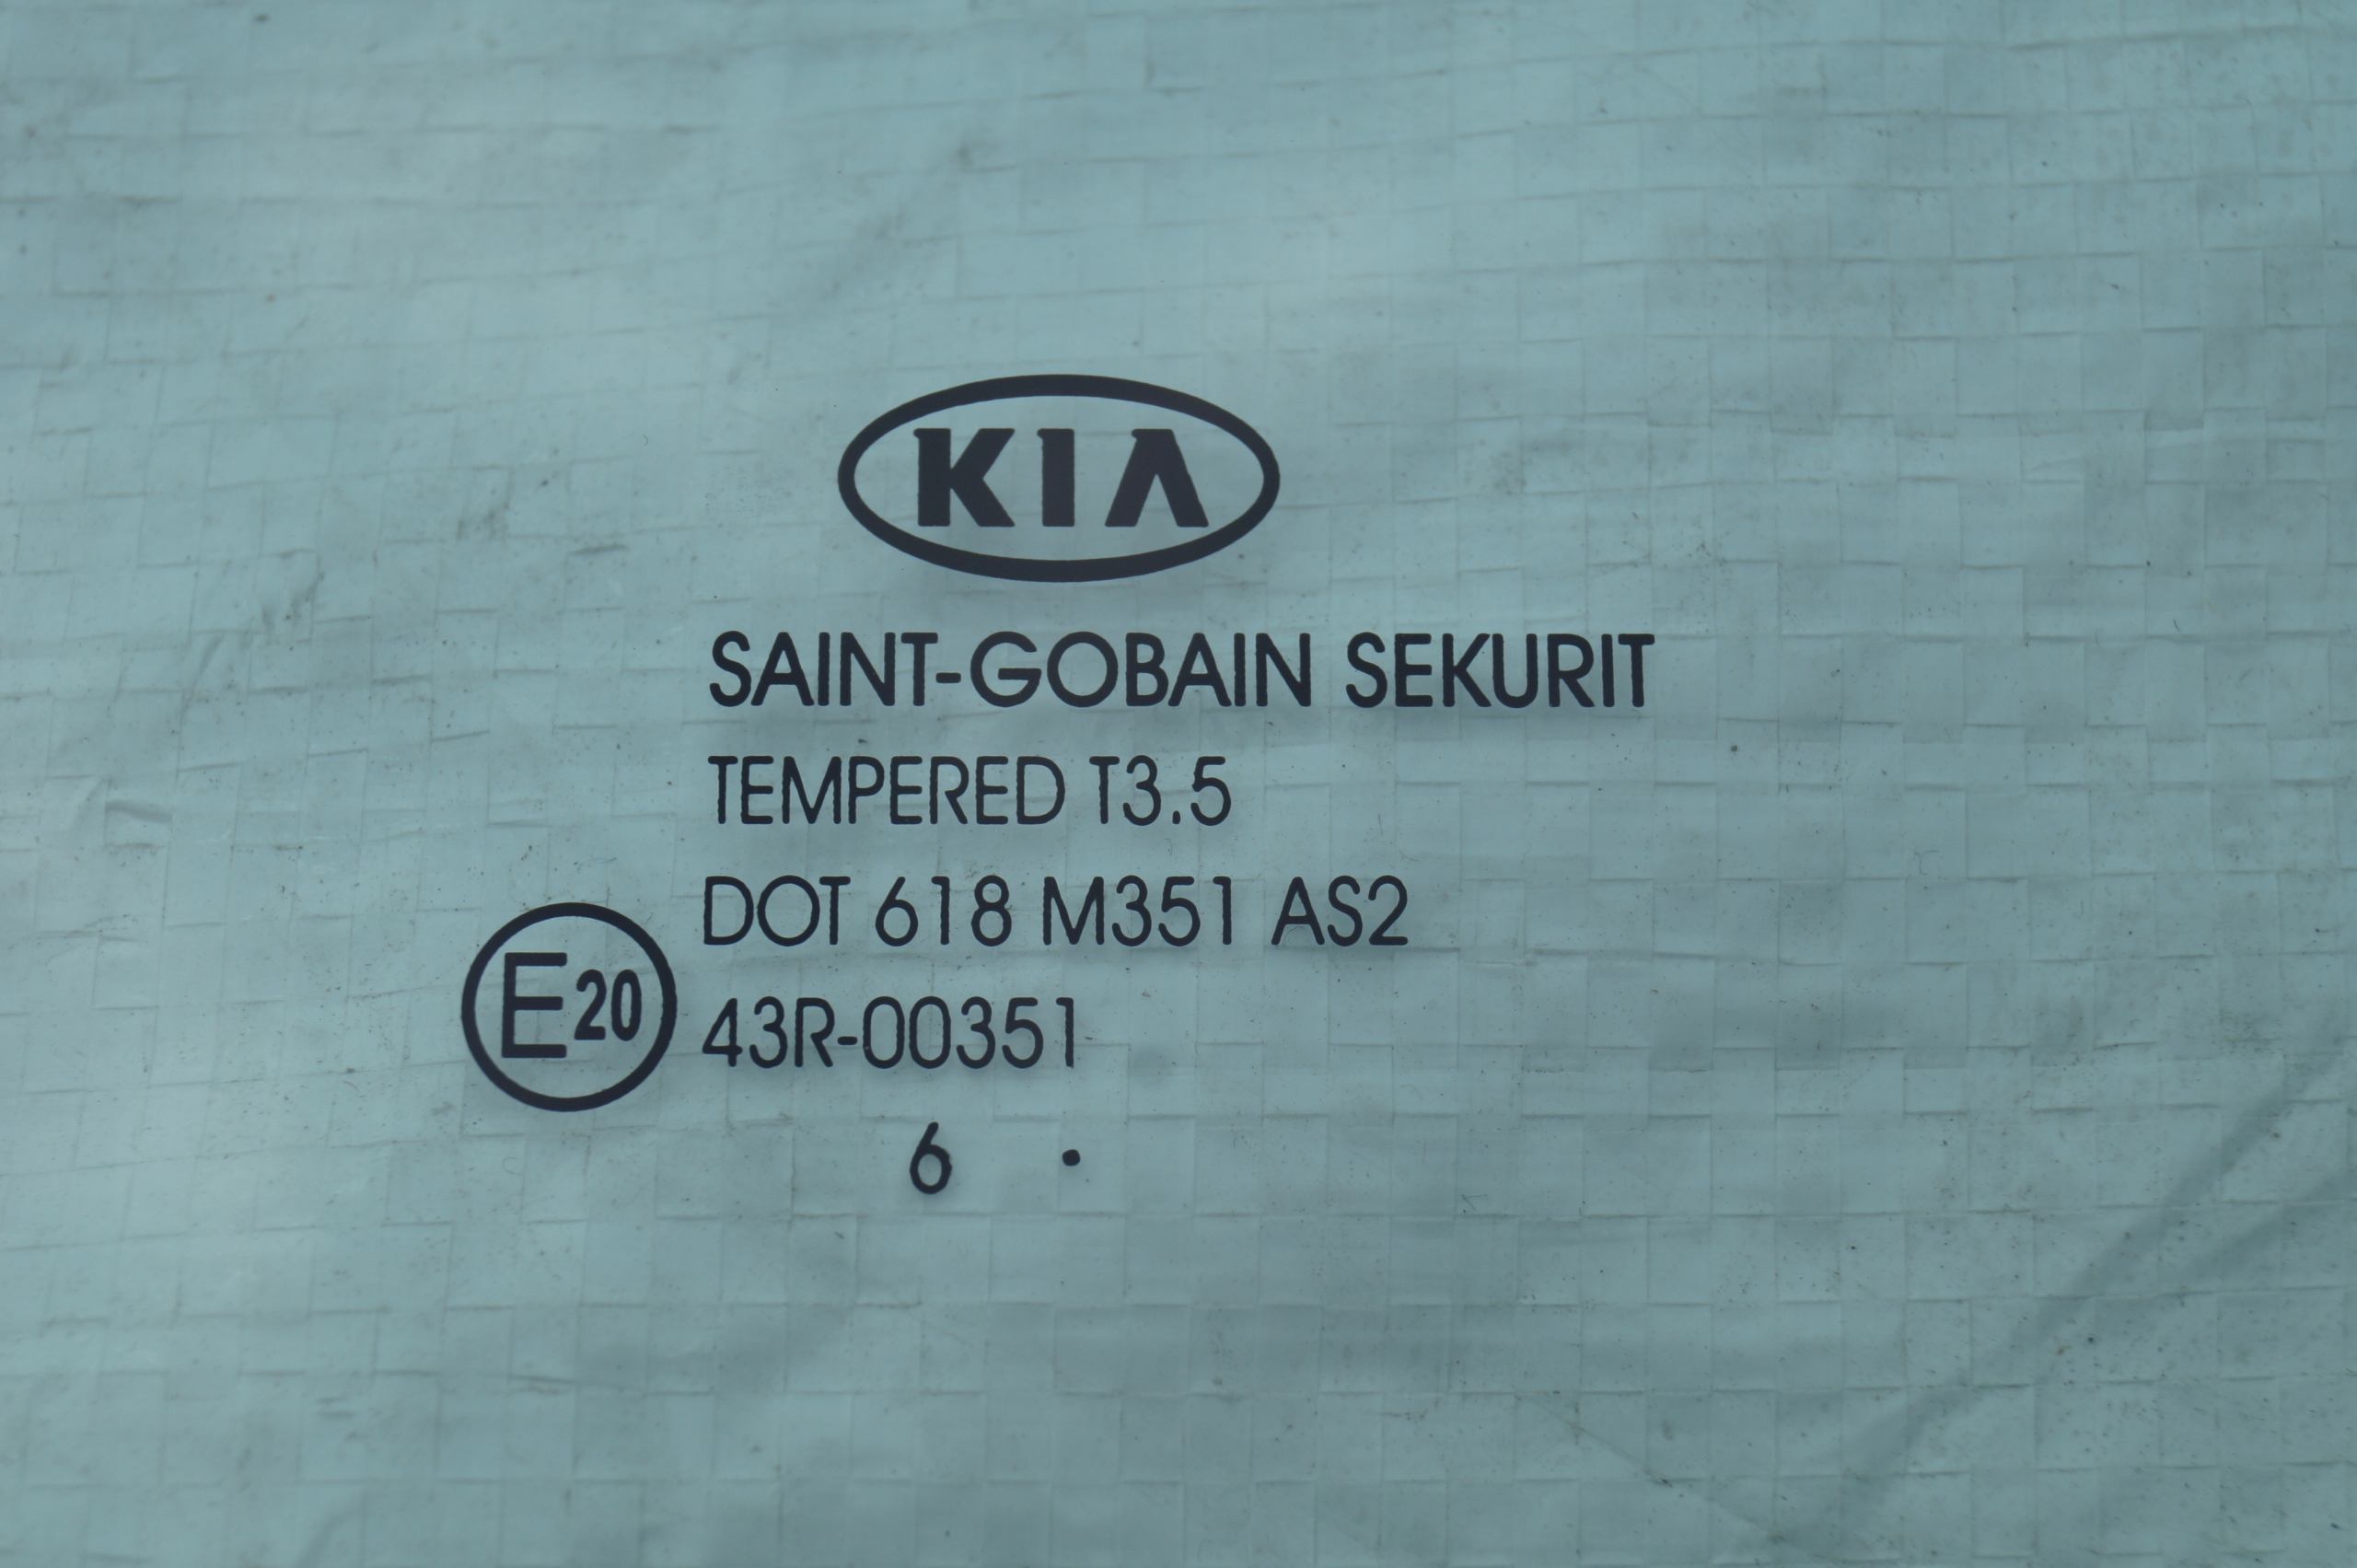 KIA
SAINT-GOBAIN SEKURIT
TEMPERED T3.5
DOT 618 M351 AS2
E20 43R-00351
6 .